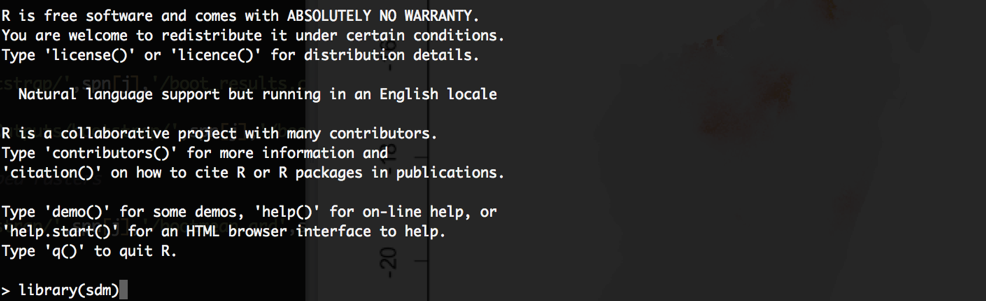 R is free software and comes with ABSOLUTELY NO WARRANTY.
You are welcome to redistribute it under certain conditions.
Type 'license()' or 'licence()' for distribution details.
tstrap/',spn[j],'/boot_results.
Natural language support but running in an English locale
R is a collaborative project with many contributors.
Type 'contributors()' for more information and
'citation()' on how to cite R or R packages in publications.
Type 'demo()' for some demos, 'help()' for on-line help, or
'help.start()' for an HTML browser interface to help.
Type 'q()' to quit R.
-20
> library(sdm)